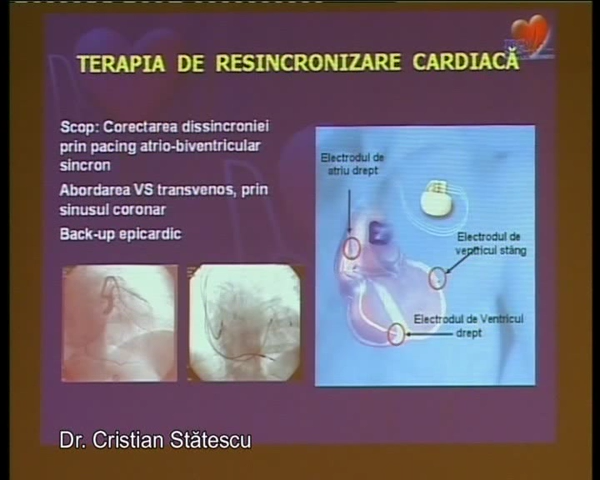 TERAPIA DE RESINCRONIZARE CARDIACĂ
Scop: Corectarea dissincroniei
prin pacing atrio-biventricular
sincron
Abordarea VS transvenos, prin
sinusul coronar
Back-up epicardic
Electrodul de
atriu drept
Electrodul de
ventricul stâng
Electrodul de Ventricul
drept
Dr. Cristian Stătescu